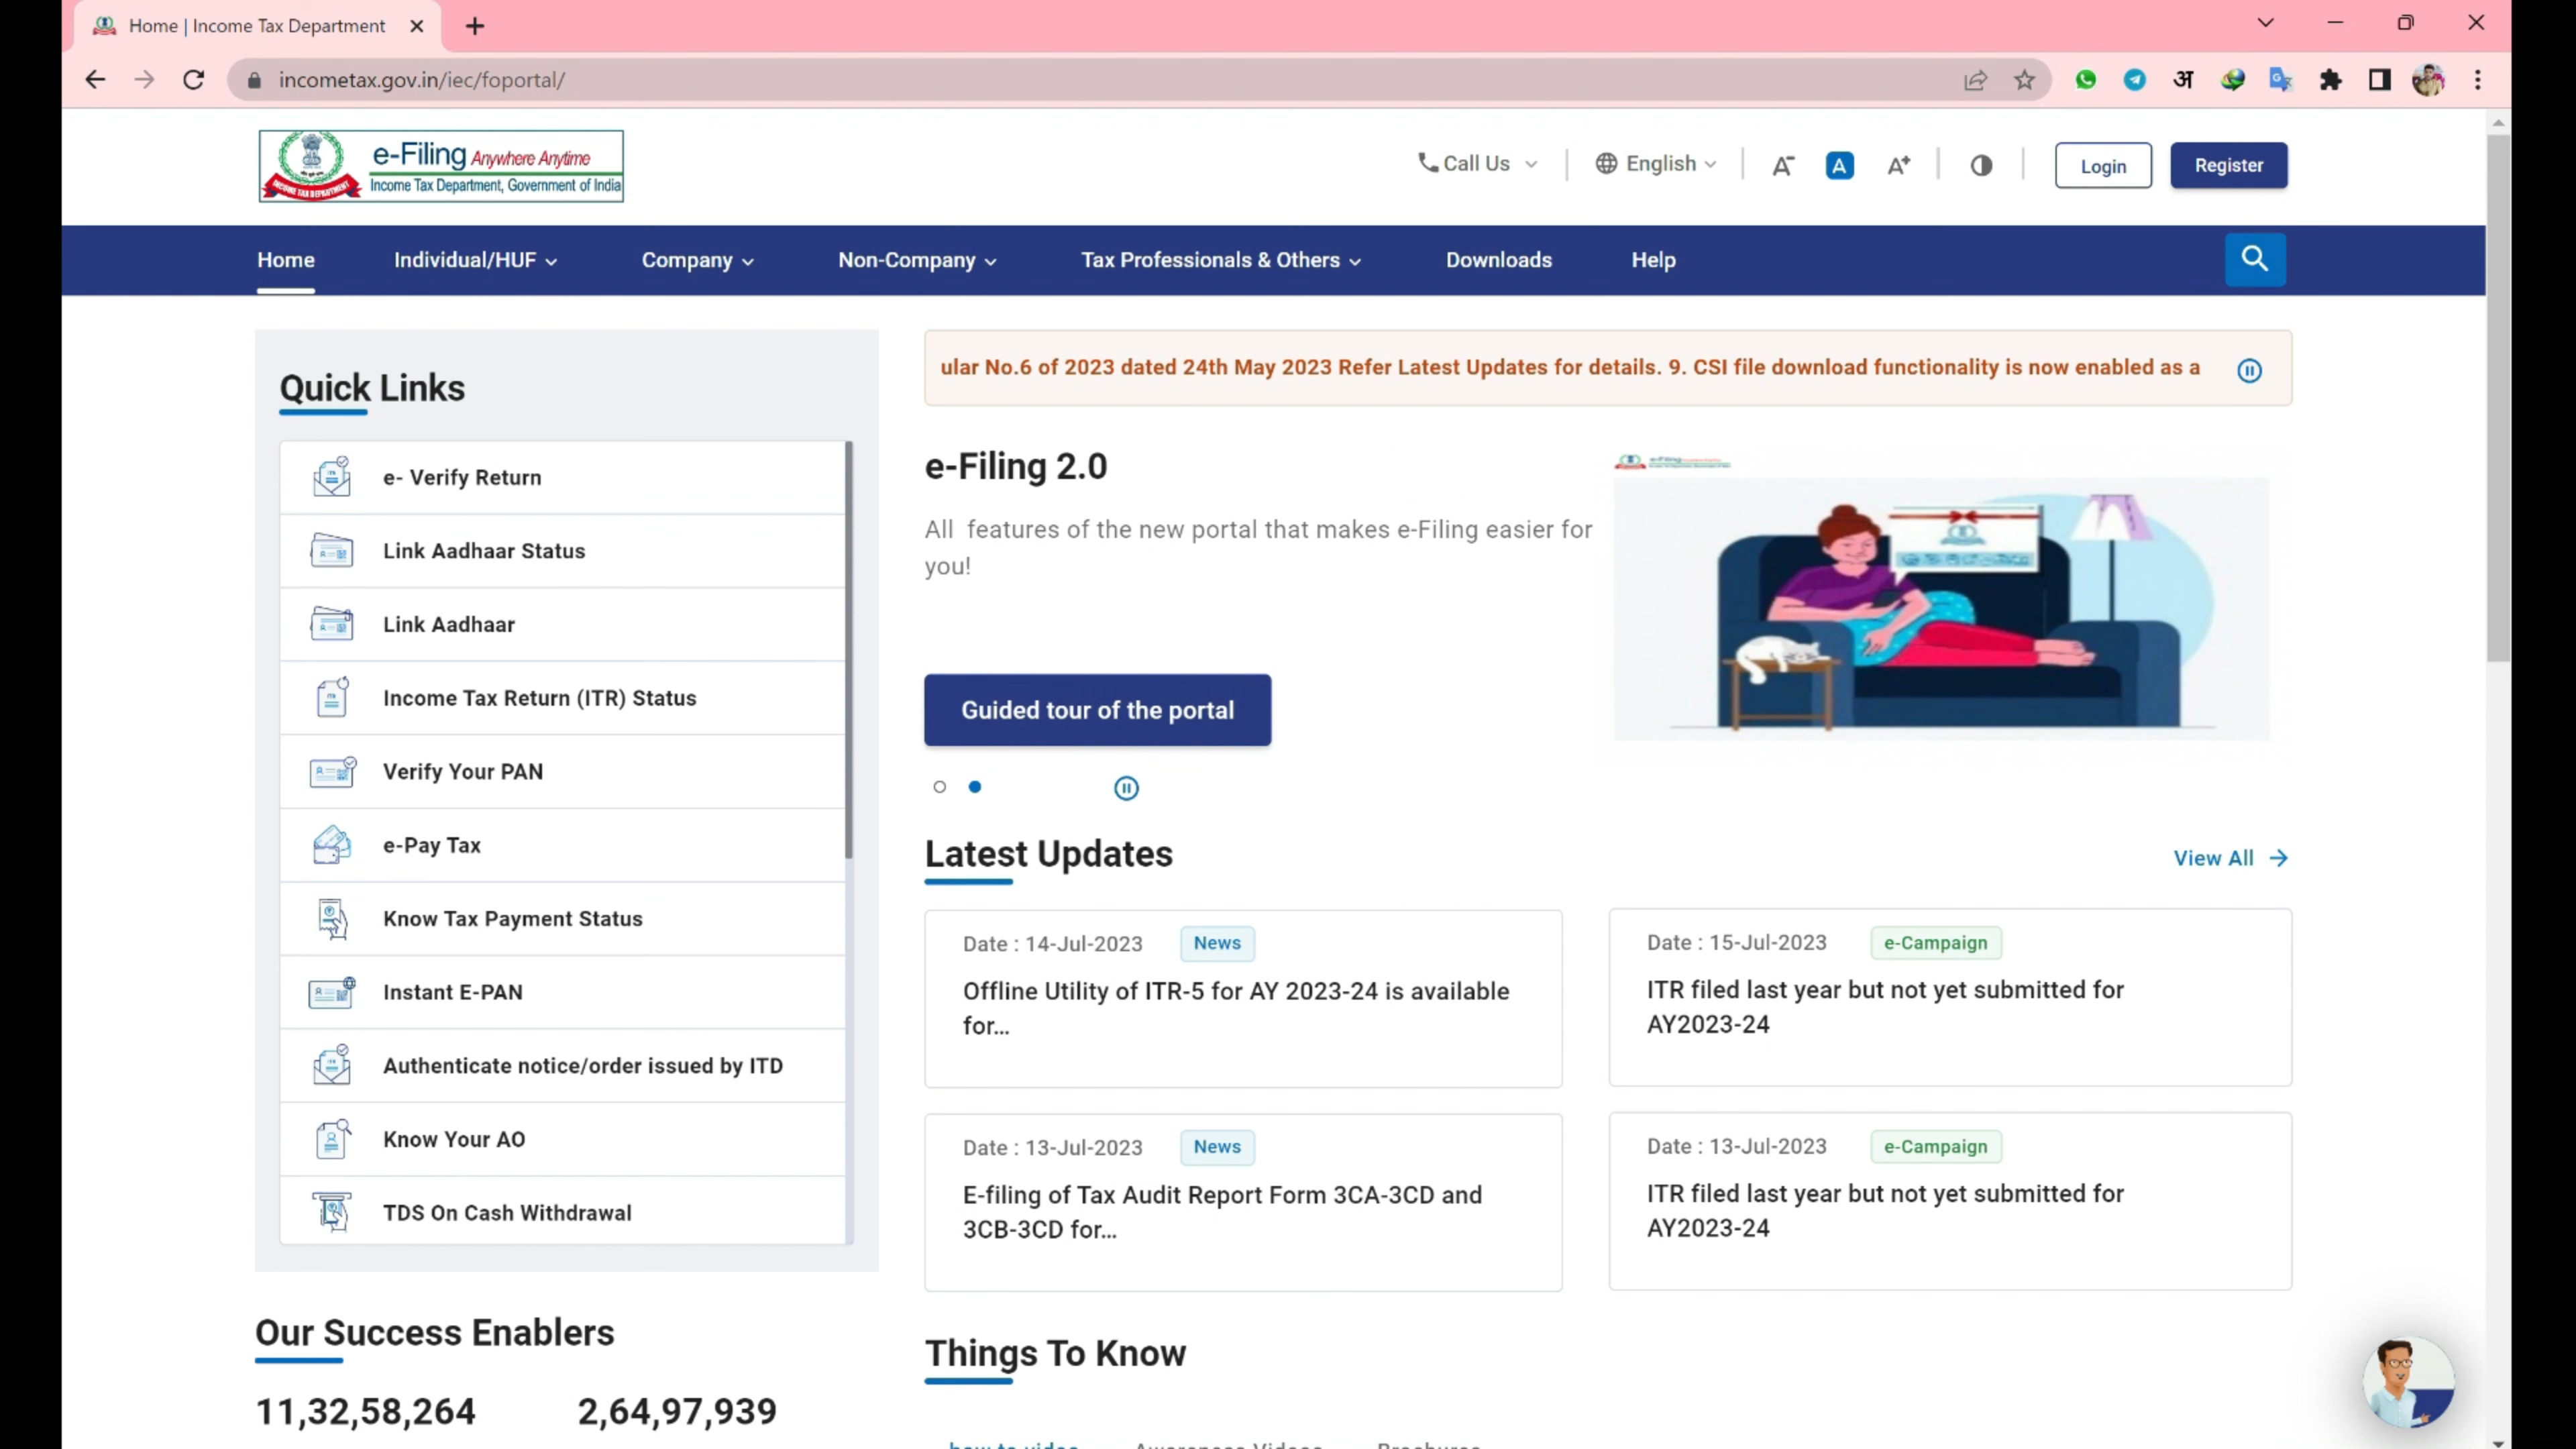 Home | Income Tax Department
incometax.gov.in/iec/foportal/
e-Filing Anywhere Anytime
Income Tax Department, Government of India
INCOME TAX DEPARTMENT
Call Us
English
A-
A
A+
Login
Register
Home
Individual/HUF
Company
Non-Company
Tax Professionals & Others
Downloads
Help
Quick Links
e- Verify Return
Link Aadhaar Status
Link Aadhaar
Income Tax Return (ITR) Status
Verify Your PAN
e-Pay Tax
Know Tax Payment Status
Instant E-PAN
Authenticate notice/order issued by ITD
Know Your AO
TDS On Cash Withdrawal
Our Success Enablers
11,32,58,264
2,64,97,939
ular No.6 of 2023 dated 24th May 2023 Refer Latest Updates for details. 9. CSI file download functionality is now enabled as a
e-Filing 2.0
All features of the new portal that makes e-Filing easier for
you!
Guided tour of the portal
Latest Updates
View All
Date : 14-Jul-2023 News
Offline Utility of ITR-5 for AY 2023-24 is available
for...
Date : 15-Jul-2023 e-Campaign
ITR filed last year but not yet submitted for
AY2023-24
Date : 13-Jul-2023 News
E-filing of Tax Audit Report Form 3CA-3CD and
3CB-3CD for...
Date : 13-Jul-2023 e-Campaign
ITR filed last year but not yet submitted for
AY2023-24
Things To Know
how to video
Awareness Videos
Brochures